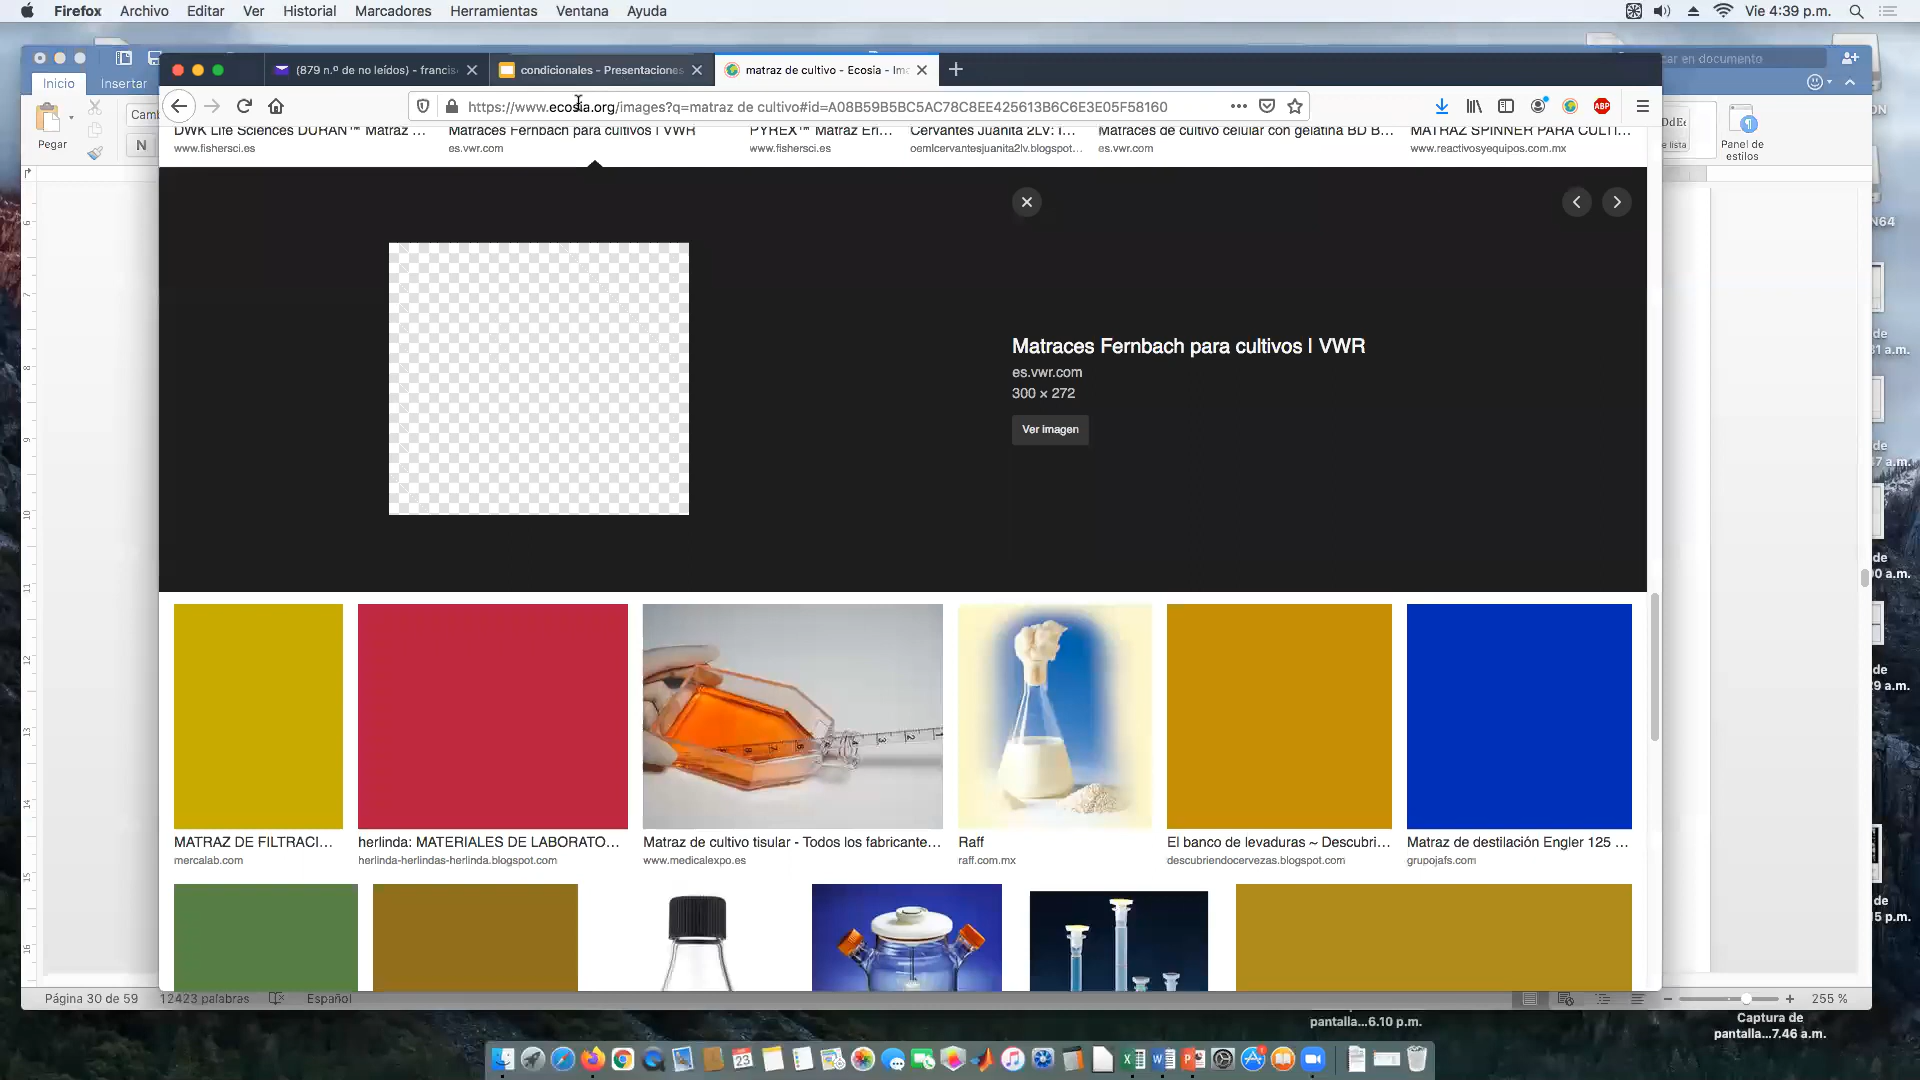 Firefox Archivo Editar Ver Historial Marcadores Herramientas Ventana Ayuda Vie 4:39 p.m.
(879 n.º de no leídos) - francis condicionales - Presentaciones matraz de cultivo - Ecosia - Im car en documento
Inicio Insertar
https://www.ecosia.org/images?q=matraz de cultivo#id=A08B59B5BC5AC78C8EE425613B6C6E3E05F58160 ABP
Camb
Pegar N
Panel de estilos
DWK Life Sciences DURAN™ Matraz ... Matraces Fernbach para cultivos | VWR PYREX™ Matraz Erl... Cervantes Juanita 2LV: I... Matraces de cultivo celular con gelatina BD B... MATRAZ SPINNER PARA CULTI...
www.fishersci.es es.vwr.com www.fishersci.es oemlcervantesjuanita2lv.blogspot... es.vwr.com www.reactivosyequipos.com.mx
Matraces Fernbach para cultivos | VWR
es.vwr.com
300 × 272
Ver imagen
MATRAZ DE FILTRACI... herlinda: MATERIALES DE LABORATO... Matraz de cultivo tisular - Todos los fabricante... Raff El banco de levaduras ~ Descubri... Matraz de destilación Engler 125 ...
mercalab.com herlinda-herlindas-herlinda.blogspot.com www.medicalexpo.es raff.com.mx descubriendocervezas.blogspot.com grupojafs.com
Página 30 de 59 12423 palabras Español 255 %
Captura de
pantalla...6.10 p.m. pantalla...7.46 a.m.